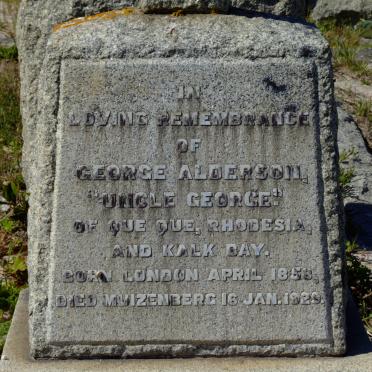 IN
LOVING REMEMBRANCE
OF
GEORGE ALDERSON,
"UNCLE GEORGE"
OF QUE QUE, RHODESIA,
AND KALK BAY.
BORN LONDON APRIL 1858,
DIED MUIZENBERG 16 JAN. 1929.